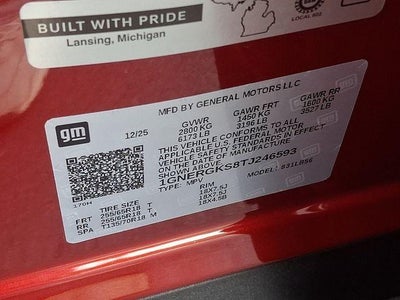 BUILT WITH PRIDE
Lansing, Michigan
LOCAL 602
MFD BY GENERAL MOTORS LLC
gm
12/25
GVWR GAWR FRT GAWR RR
2800 KG 1450 KG 1600 KG
6173 LB 3196 LB 3527 LB
THIS VEHICLE CONFORMS TO ALL
APPLICABLE U.S. FEDERAL MOTOR
VEHICLE SAFETY STANDARDS IN EFFECT
ON THE DATE OF MANUFACTURE
SHOWN ABOVE
1GNERGKS8TJ246593
TYPE: MPV MODEL:
170H
TIRE SIZE RIM
FRT 255/65R18 T 18X7.5J
RR 255/65R18 T 18X7.5J
SPA T135/70R18 M 18X4.5B